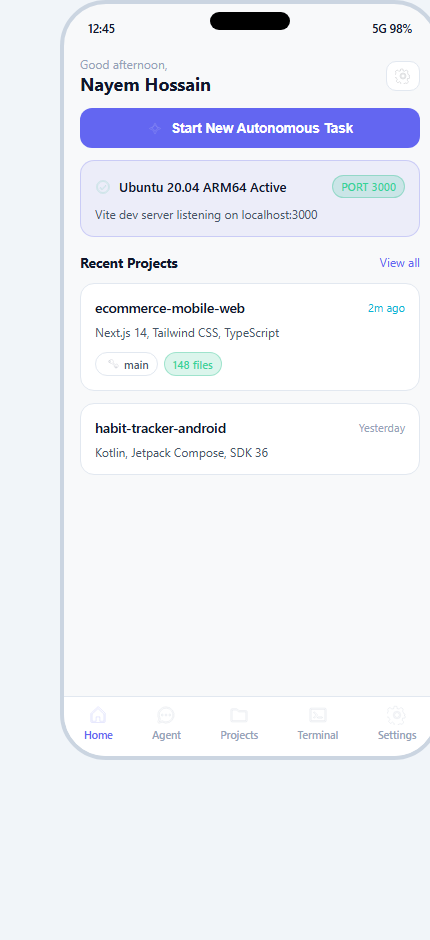 12:45
5G 98%
Good afternoon,
Nayem Hossain
Start New Autonomous Task
Ubuntu 20.04 ARM64 Active
PORT 3000
Vite dev server listening on localhost:3000
Recent Projects
View all
ecommerce-mobile-web
2m ago
Next.js 14, Tailwind CSS, TypeScript
main
148 files
habit-tracker-android
Yesterday
Kotlin, Jetpack Compose, SDK 36
Home
Agent
Projects
Terminal
Settings